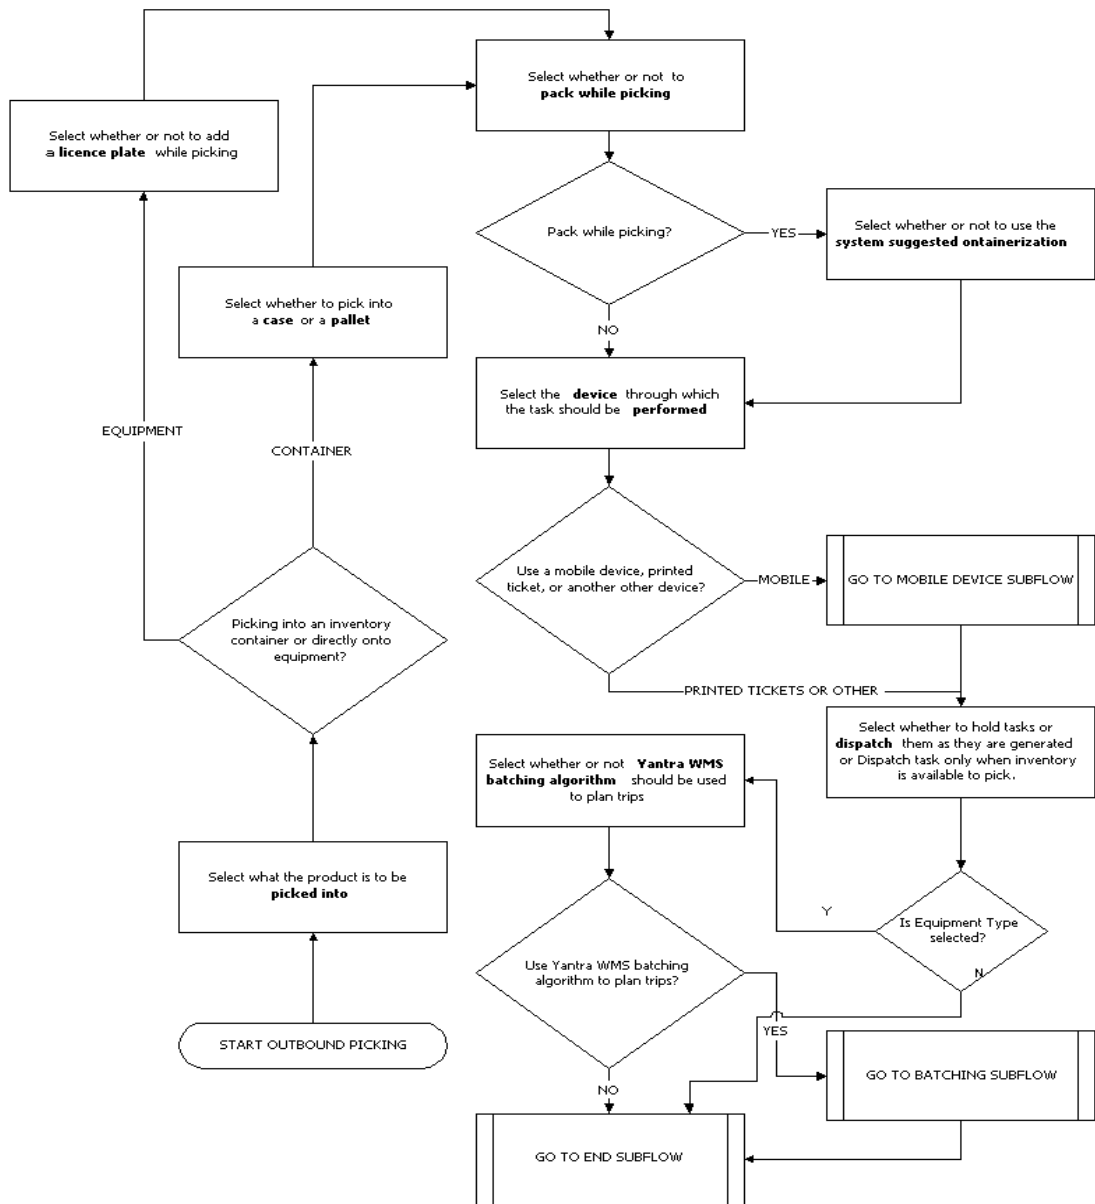 Select whether or not to
pack while picking
Select whether or not to add
a licence plate while picking
Pack while picking?
YES
Select whether or not to use the
system suggested ontainerization
Select whether to pick into
a case or a pallet
NO
Select the device through which
the task should be performed
EQUIPMENT
CONTAINER
Use a mobile device, printed
ticket, or another other device?
MOBILE
GO TO MOBILE DEVICE SUBFLOW
Picking into an inventory
container or directly onto
equipment?
PRINTED TICKETS OR OTHER
Select whether to hold tasks or
dispatch them as they are generated
or Dispatch task only when inventory
is available to pick.
Select whether or not Yantra WMS
batching algorithm should be used
to plan trips
Select what the product is to be
picked into
Y
Is Equipment Type
selected?
N
Use Yantra WMS batching
algorithm to plan trips?
START OUTBOUND PICKING
YES
GO TO BATCHING SUBFLOW
NO
GO TO END SUBFLOW